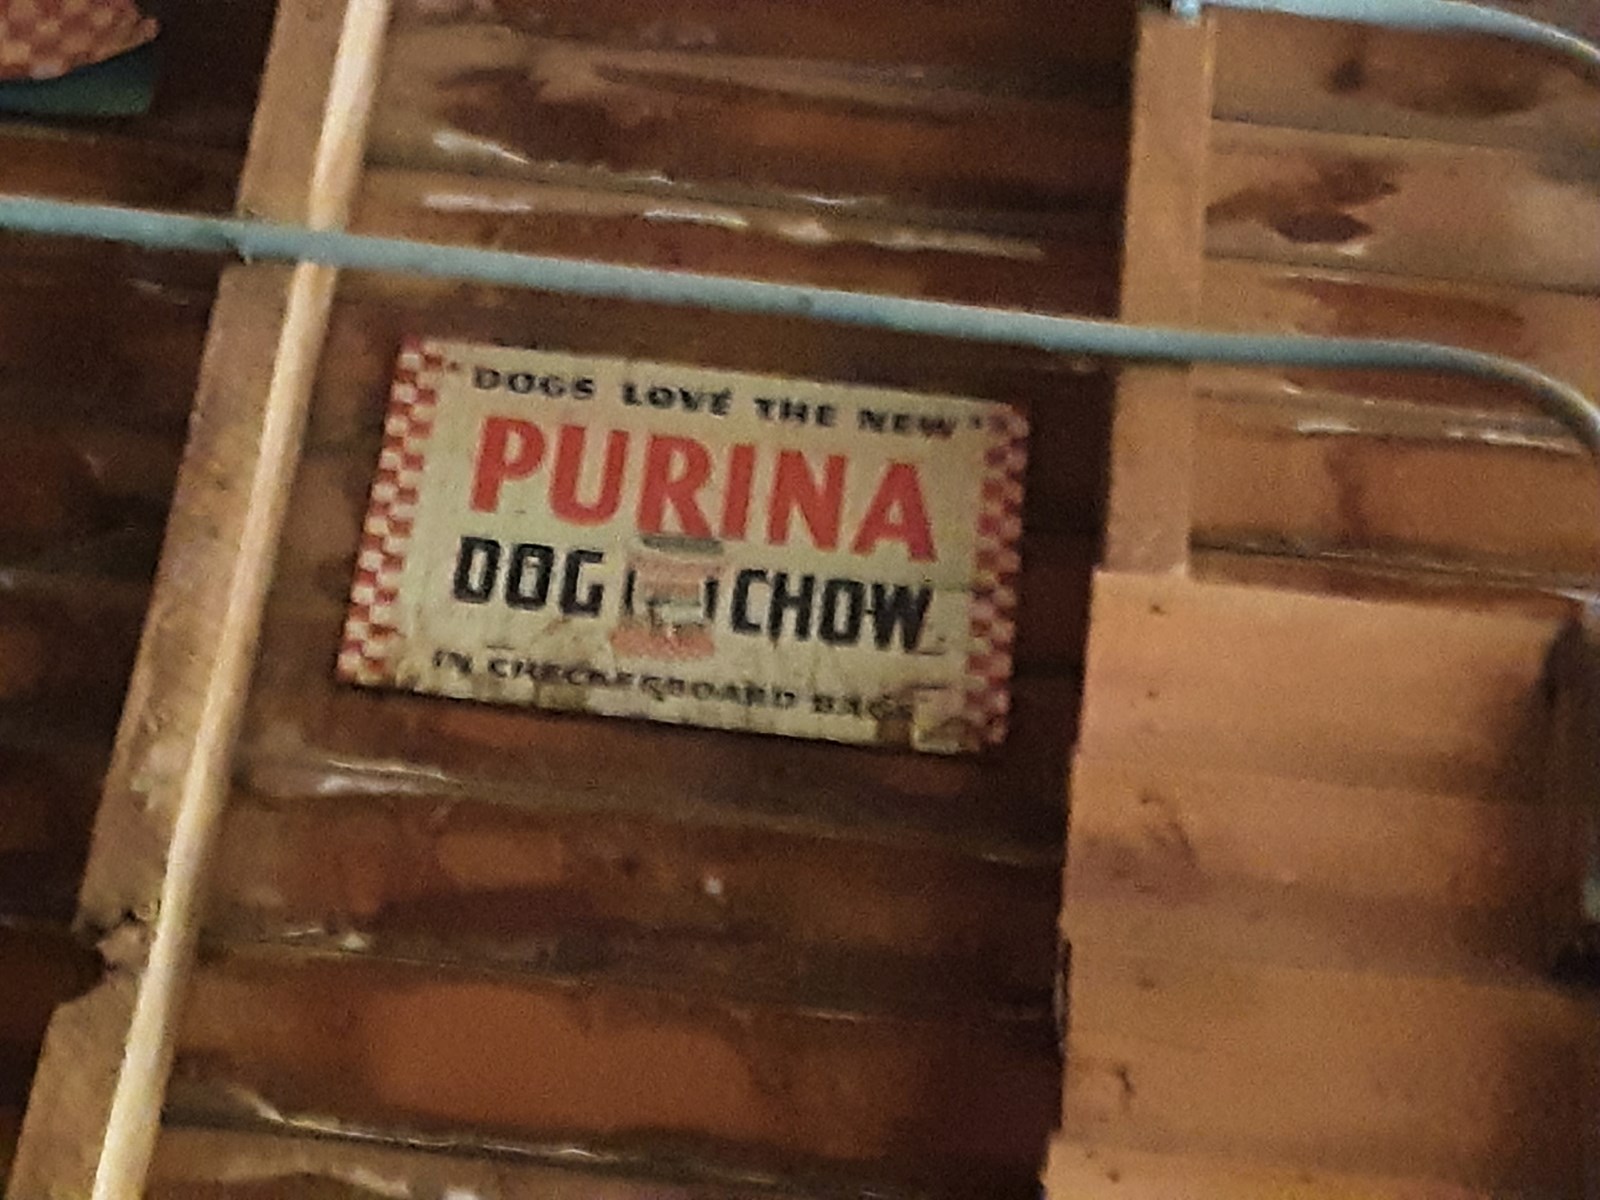 "DOGS LOVE THE NEW"
PURINA
DOG CHOW
IN CHECKERBOARD BAGS